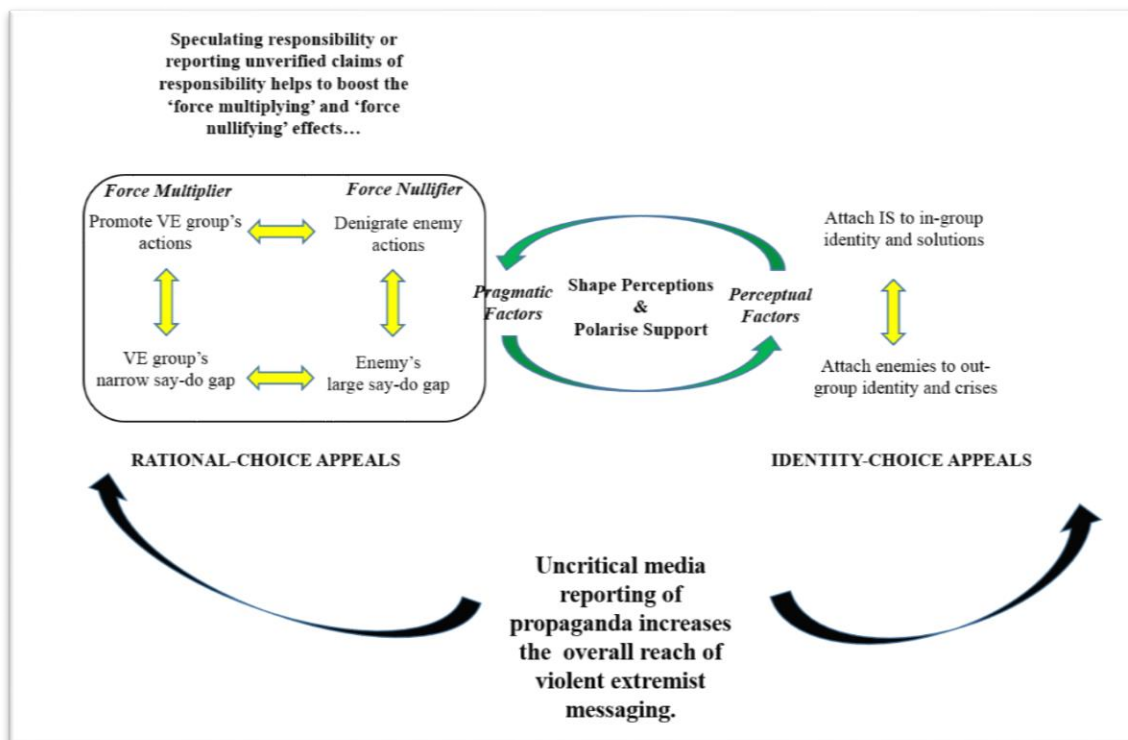 Speculating responsibility or
reporting unverified claims of
responsibility helps to boost the
‘force multiplying’ and ‘force
nullifying’ effects…
Force Multiplier
Promote VE group’s
actions
Force Nullifier
Denigrate enemy
actions
VE group’s
narrow say-do gap
Enemy’s
large say-do gap
RATIONAL-CHOICE APPEALS
Pragmatic
Factors
Shape Perceptions
&
Polarise Support
Perceptual
Factors
Attach IS to in-group
identity and solutions
Attach enemies to out-
group identity and crises
IDENTITY-CHOICE APPEALS
Uncritical media
reporting of
propaganda increases
the overall reach of
violent extremist
messaging.